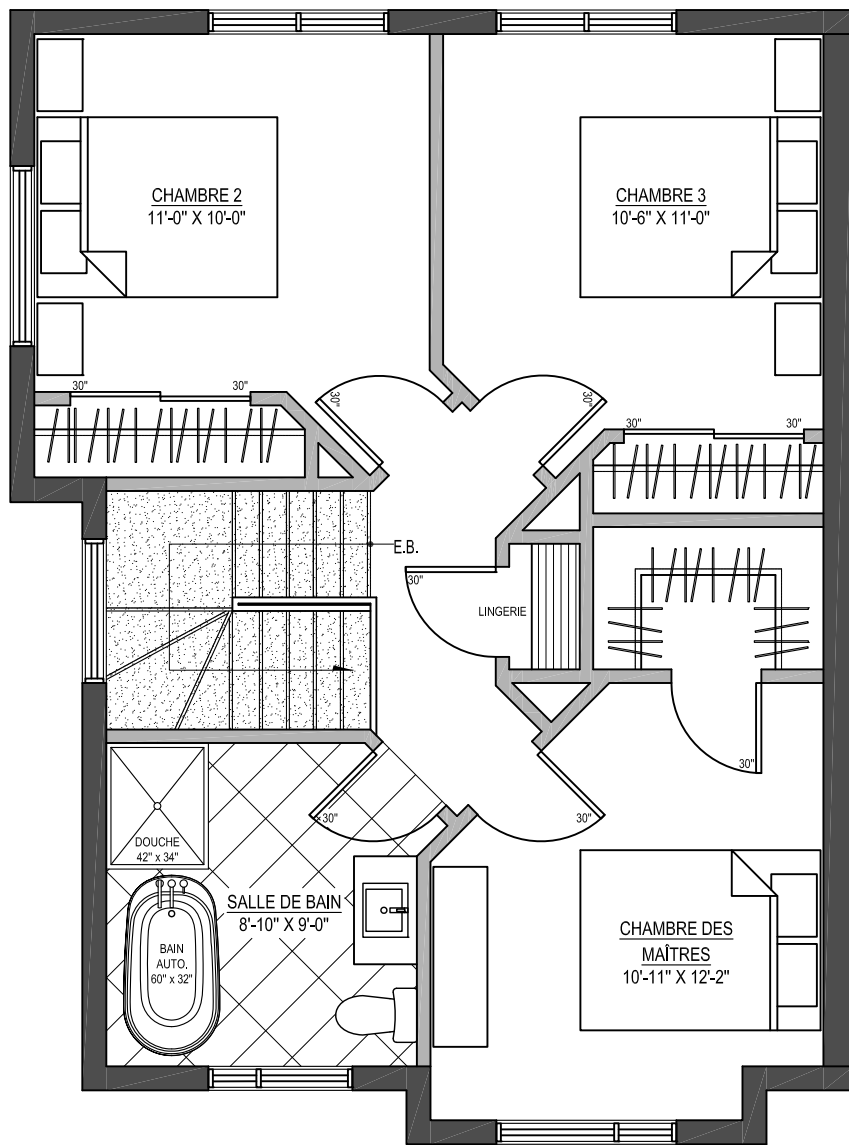 CHAMBRE 2
11'-0" X 10'-0"
CHAMBRE 3
10'-6" X 11'-0"
30"
30"
30"
30"
30"
30"
E.B.
30"
LINGERIE
30"
30"
30"
DOUCHE
42" x 34"
SALLE DE BAIN
8'-10" X 9'-0"
BAIN
AUTO.
60" x 32"
CHAMBRE DES
MAÎTRES
10'-11" X 12'-2"